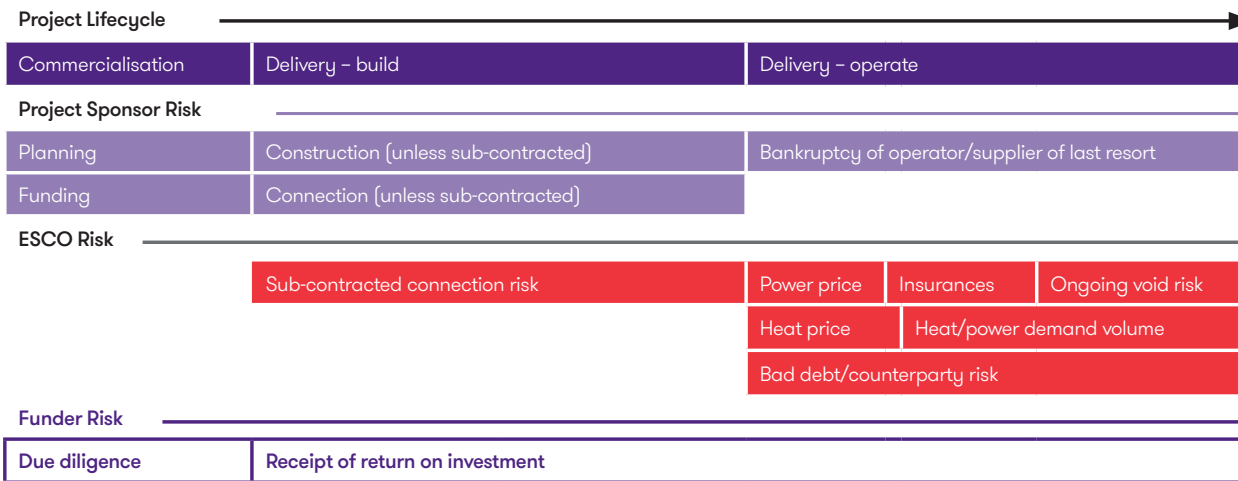 Project Lifecycle
Commercialisation
Delivery – build
Delivery – operate
Project Sponsor Risk
Planning
Construction (unless sub-contracted)
Bankruptcy of operator/supplier of last resort
Funding
Connection (unless sub-contracted)
ESCO Risk
Sub-contracted connection risk
Power price
Insurances
Ongoing void risk
Heat price
Heat/power demand volume
Bad debt/counterparty risk
Funder Risk
Due diligence
Receipt of return on investment